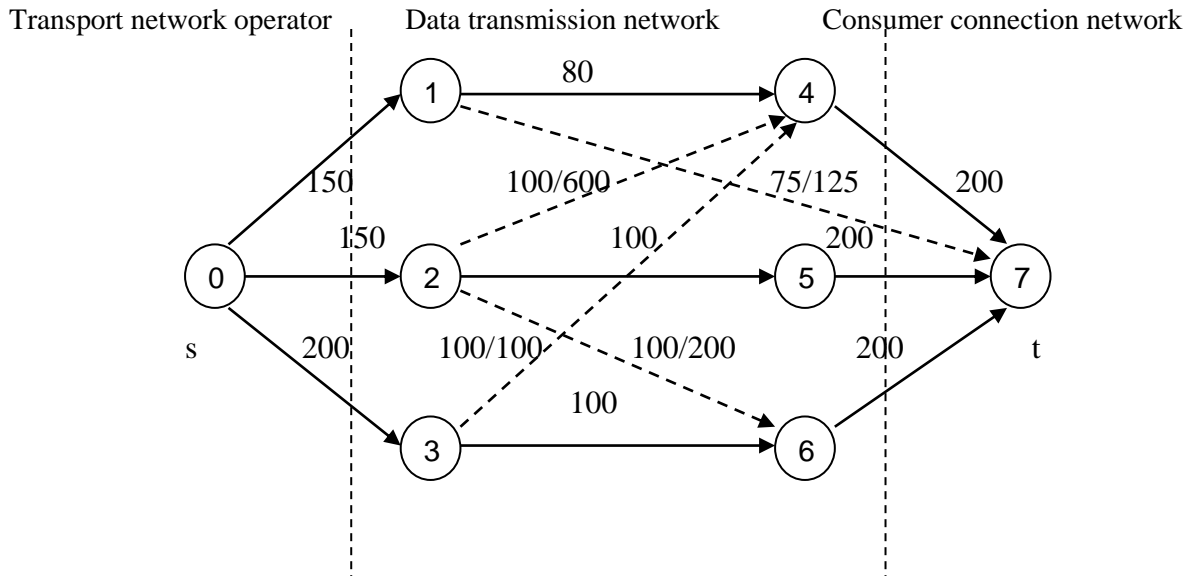 Transport network operator Data transmission network Consumer connection network
80
1 4
150 100/600 75/125 200
150 100 200
0 2 5 7
s 200 100/100 100/200 200 t
100
3 6